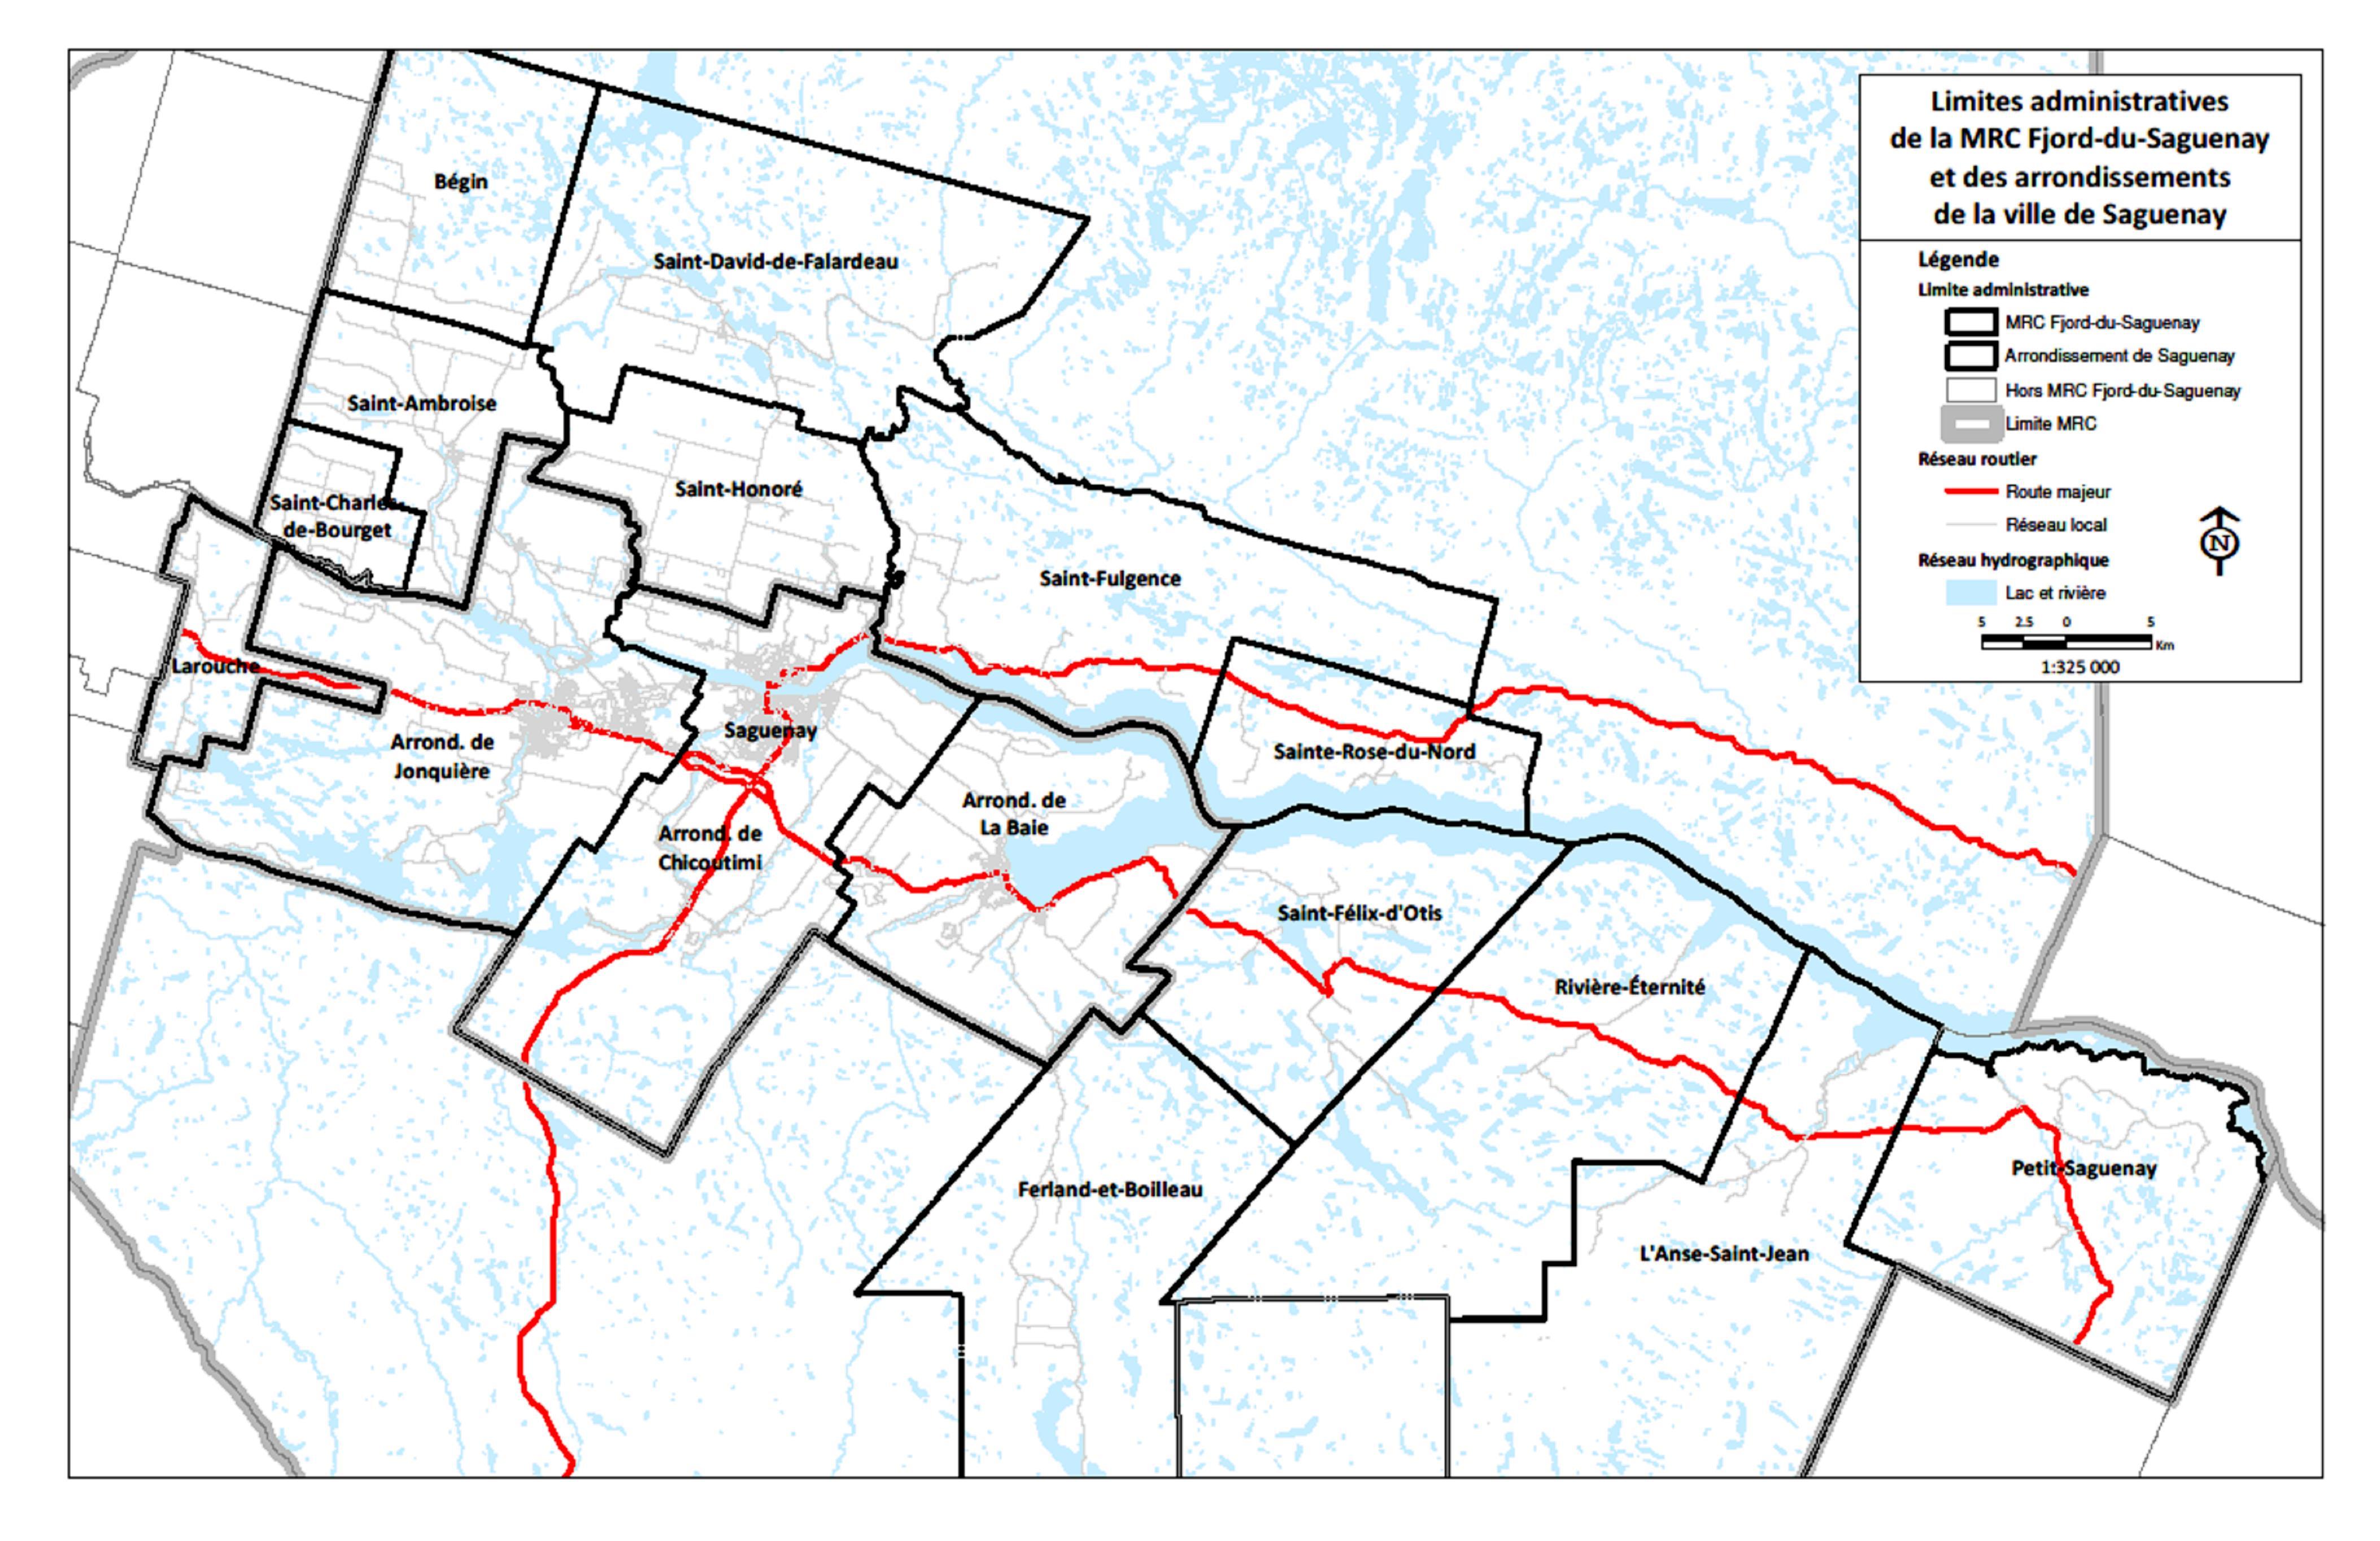 Limites administratives
de la MRC Fjord-du-Saguenay
et des arrondissements
de la ville de Saguenay
Légende
Limite administrative
MRC Fjord-du-Saguenay
Arrondissement de Saguenay
Hors MRC Fjord-du-Saguenay
Limite MRC
Réseau routier
Route majeur
Réseau local
Réseau hydrographique
Lac et rivière
N
5 2.5 0 5
Km
1:325 000
Bégin
Saint-David-de-Falardeau
Saint-Ambroise
Saint-Honoré
Saint-Charles-
de-Bourget
Saint-Fulgence
Larouche
Saguenay
Arrond. de
Jonquière
Sainte-Rose-du-Nord
Arrond. de
La Baie
Arrond. de
Chicoutimi
Saint-Félix-d'Otis
Rivière-Éternité
Petit-Saguenay
Ferland-et-Boilleau
L'Anse-Saint-Jean